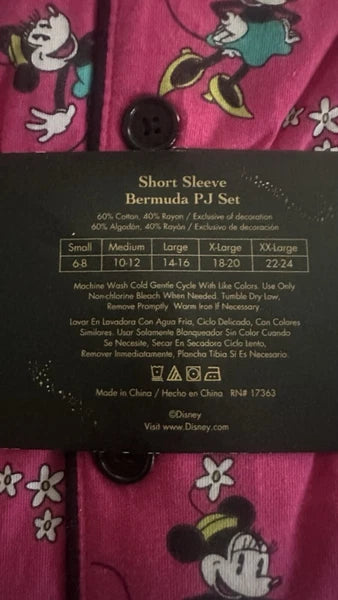 Short Sleeve
Bermuda PJ Set
60% Cotton, 40% Rayon / Exclusive of decoration
60% Algodón, 40% Rayón / Exclusivo de decoración
Small Medium Large X-Large XX-Large
6-8 10-12 14-16 18-20 22-24
Machine Wash Cold Gentle Cycle With Like Colors. Use Only
Non-chlorine Bleach When Needed. Tumble Dry Low,
Remove Promptly Warm Iron If Necessary.
Lavar En Lavadora Con Agua Fria, Ciclo Delicado, Con Colores
Similares. Usar Solamente Blanqueador Sin Color Cuando
Se Necesite, Secar En Secadora Ciclo Lento,
Remover Inmediatamente, Plancha Tibia Si Es Necesario.
Made in China / Hecho en China RN# 17363
©Disney
Visit www.Disney.com